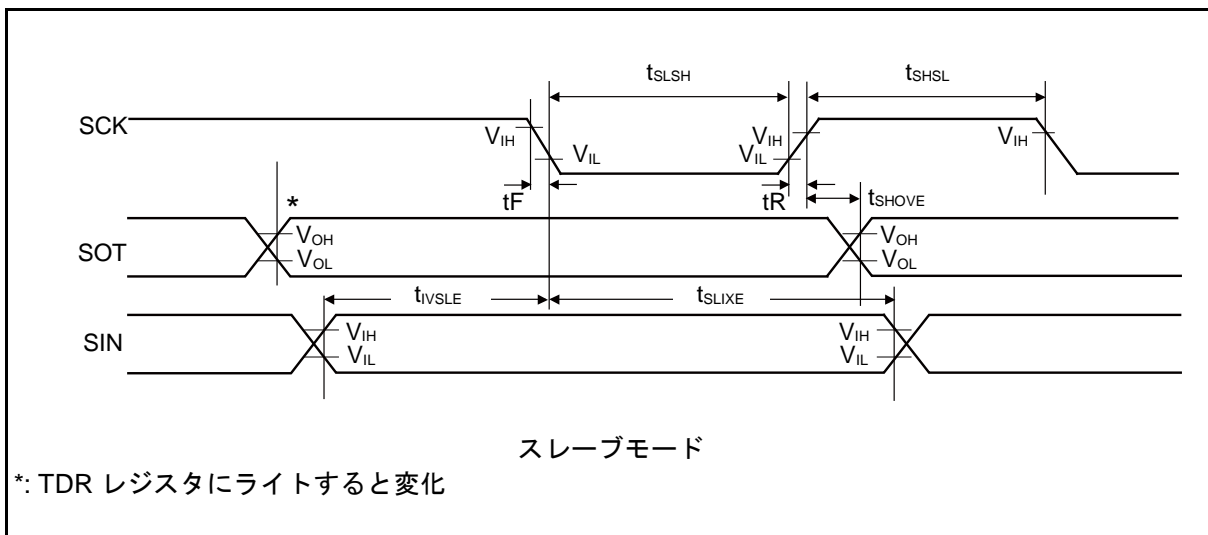 tSLSH
tSHSL
SCK
VIH
VIL
VIH
VIL
VIH
tF
tR
tSHOVE
*
SOT
VOH
VOL
VOH
VOL
tIVSLE
tSLIXE
SIN
VIH
VIL
VIH
VIL
スレーブモード
*: TDR レジスタにライトすると変化